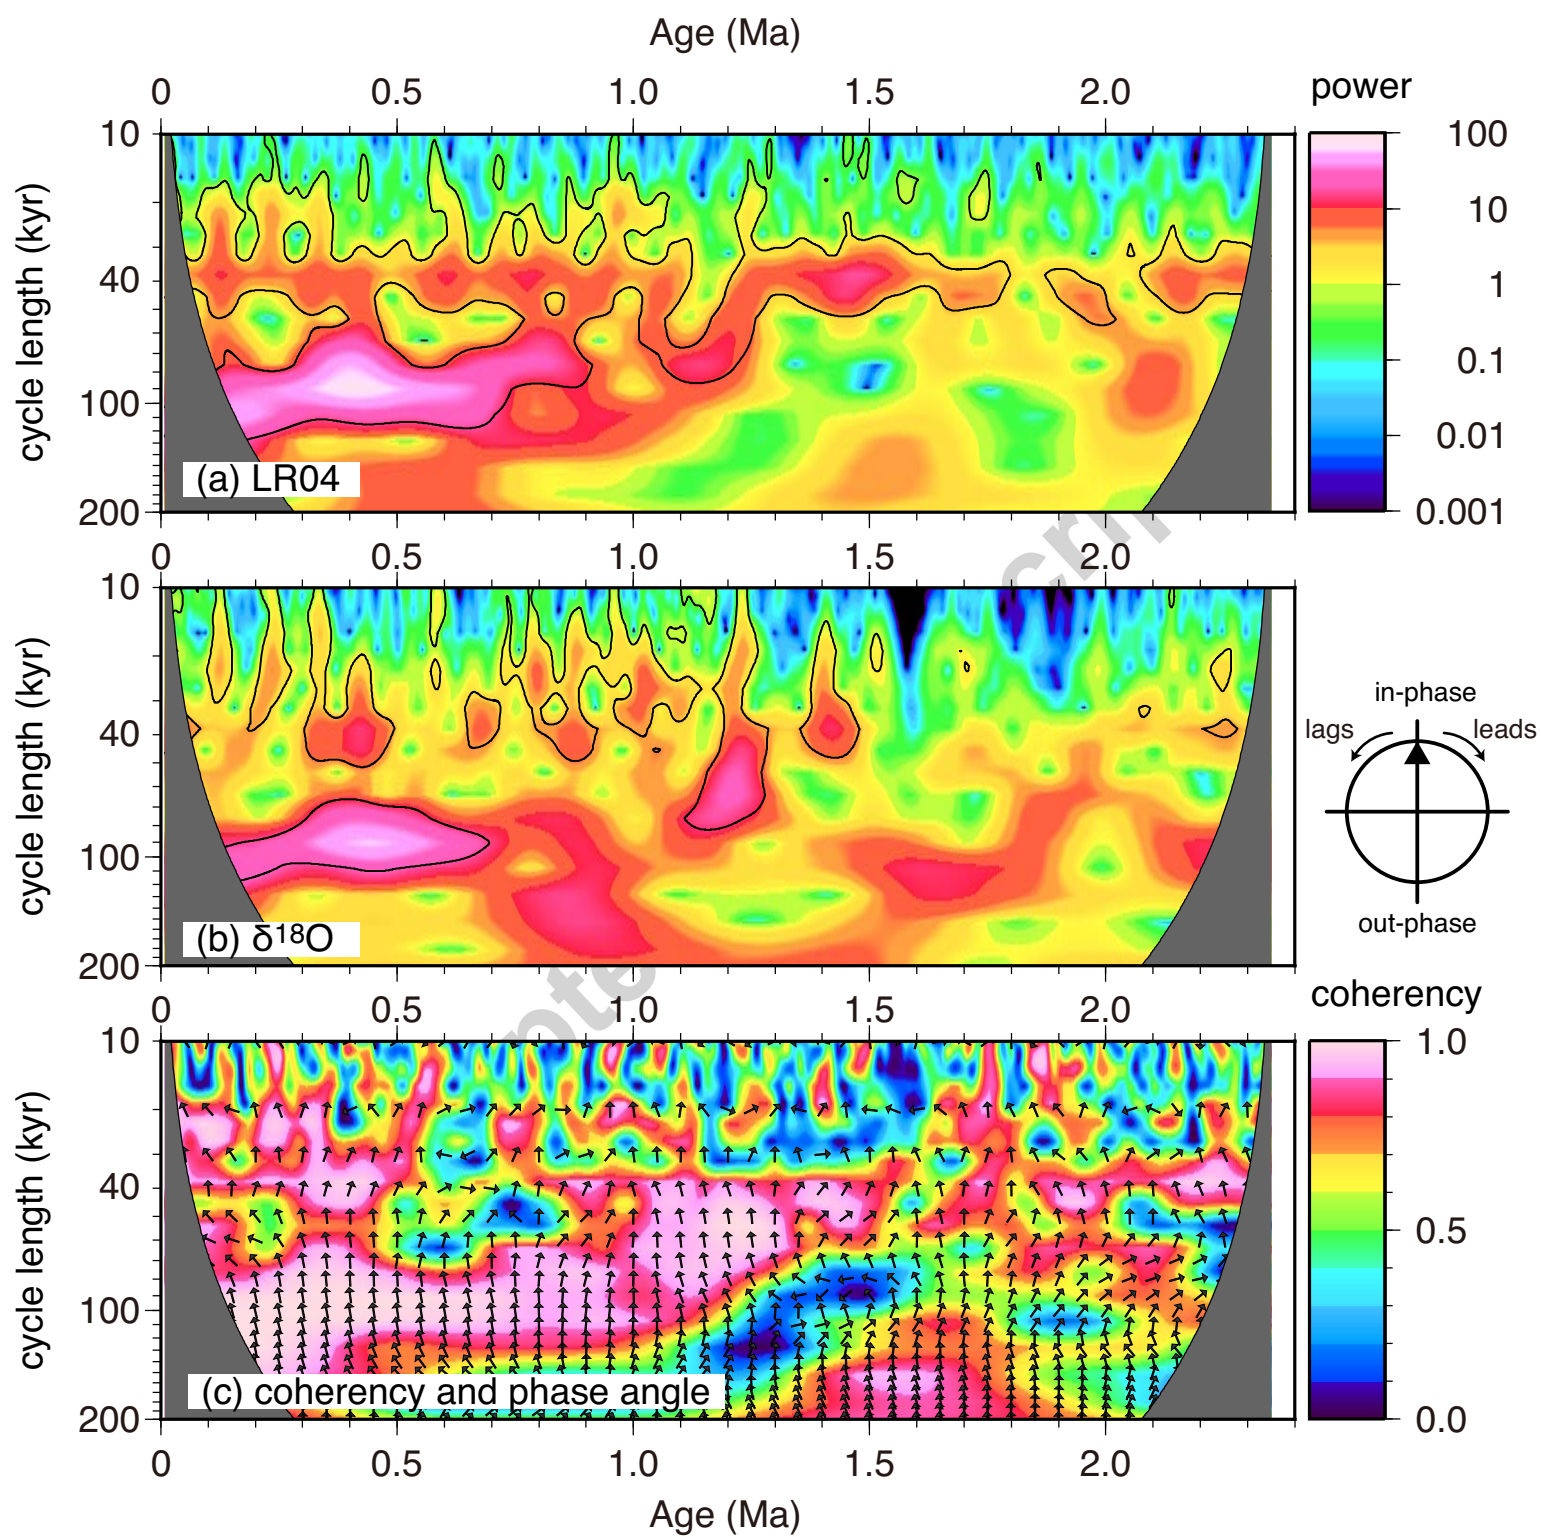 Age (Ma)
0 0.5 1.0 1.5 2.0
power
10
40
100
200
cycle length (kyr)
(a) LR04
100
10
1
0.1
0.01
0.001
0 0.5 1.0 1.5 2.0
10
40
100
200
cycle length (kyr)
(b) δ18O
in-phase
lags leads
out-phase
0 0.5 1.0 1.5 2.0
coherency
10
40
100
200
cycle length (kyr)
(c) coherency and phase angle
1.0
0.5
0.0
0 0.5 1.0 1.5 2.0
Age (Ma)